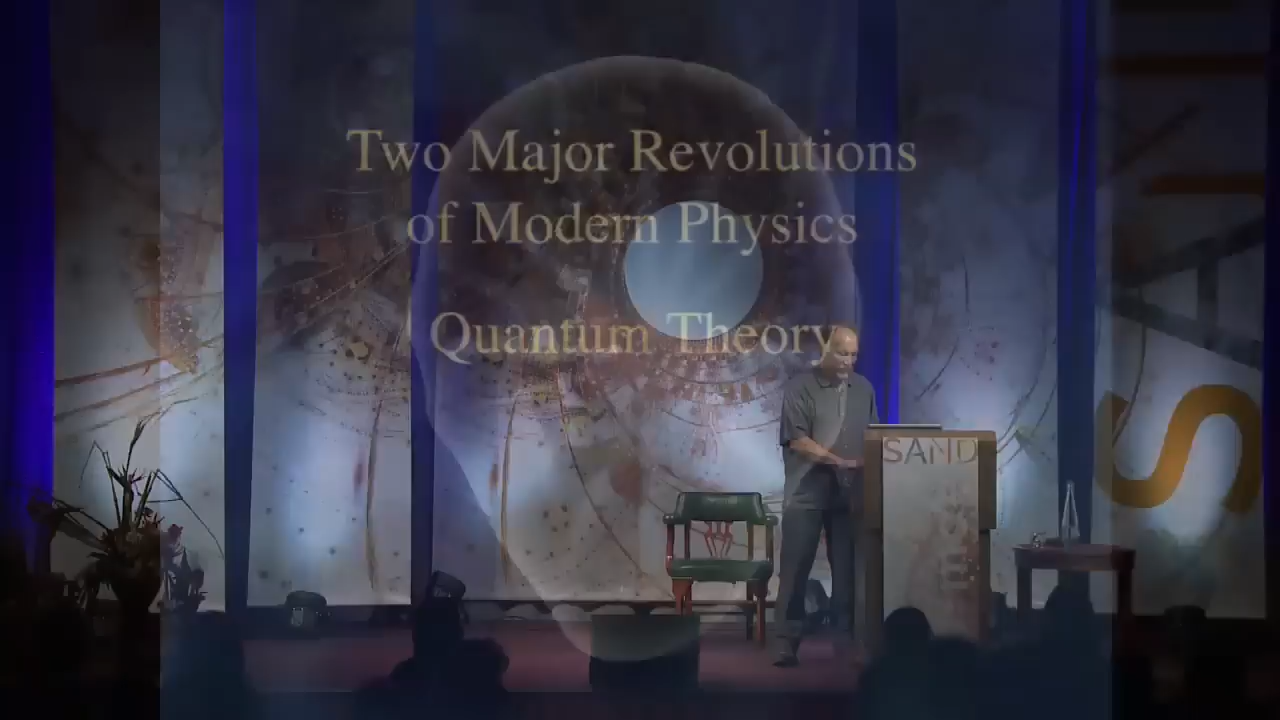 Two Major Revolutions
of Modern Physics
Quantum Theory
SAND
S